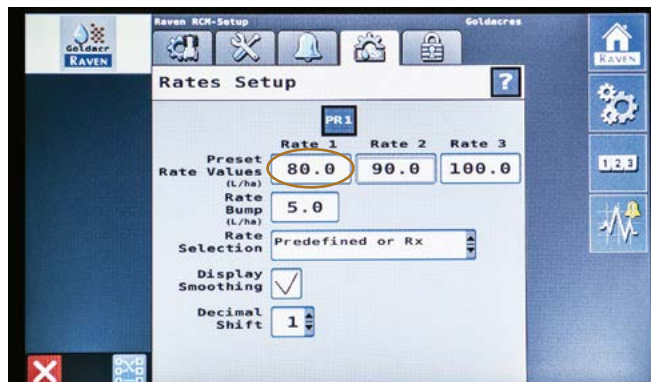 Raven RCM-Setup Goldacres
Goldacr
RAVEN
RAVEN
Rates Setup ?
PR1
Rate 1 Rate 2 Rate 3
Preset
Rate Values 80.0 90.0 100.0
(L/ha)
Rate
Bump 5.0
(L/ha)
Rate
Selection Predefined or Rx
Display
Smoothing
Decimal
Shift 1
1,2,3